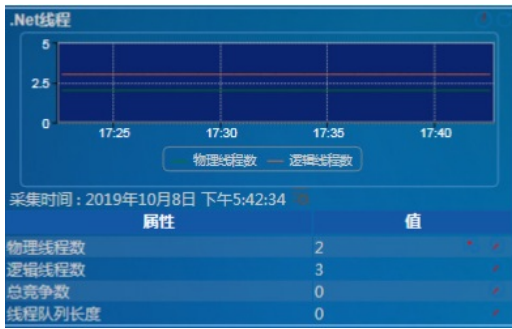 .Net线程
5
2.5
0
17:25 17:30 17:35 17:40
物理线程数 逻辑线程数
采集时间：2019年10月8日 下午5:42:34
属性 值
物理线程数 2
逻辑线程数 3
总竞争数 0
线程队列长度 0